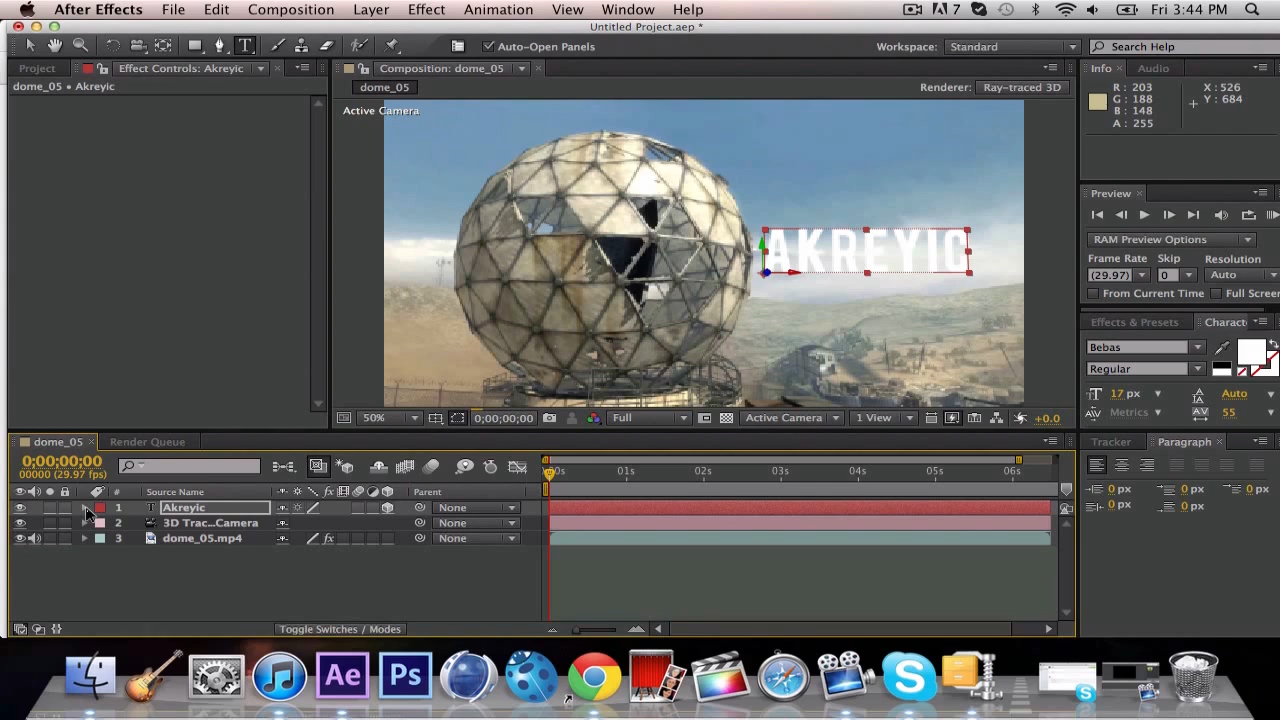 After Effects File Edit Composition Layer Effect Animation View Window Help 7 Fri 3:44 PM
Untitled Project.aep *
Auto-Open Panels Workspace: Standard Search Help
Project Effect Controls: Akreyic Composition: dome_05 Info Audio
dome_05 • Akreyic dome_05 Renderer: Ray-traced 3D
Active Camera
R: 203 X: 526
G: 188 Y: 684
B: 148
A: 255
Preview
AKREYIC
RAM Preview Options
Frame Rate Skip Resolution
(29.97) 0 Auto
From Current Time Full Screen
Effects & Presets Charact
Bebas
Regular
17 px Auto
Metrics 55
50% 0;00;00;00 Full Active Camera 1 View +0.0
dome_05 Render Queue Tracker Paragraph
0;00;00;00
00000 (29.97 fps)
00s 01s 02s 03s 04s 05s 06s
# Source Name fx Parent
0 px 0 px 0 px
0 px 0 px
1 T Akreyic None
2 3D Trac...Camera None
3 dome_05.mp4 fx None
Toggle Switches / Modes
Ae Ps S